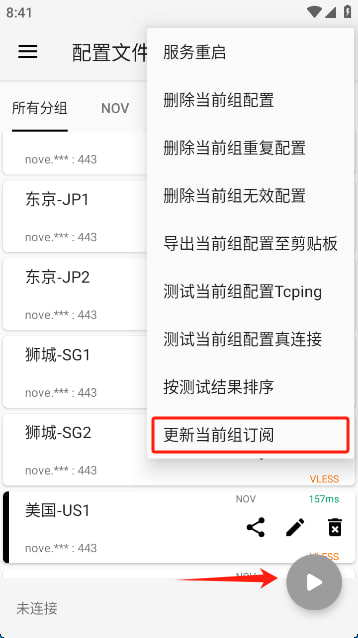 8:41
配置文件
所有分组
NOV
nove.*** : 443
东京-JP1
nove.*** : 443
东京-JP2
nove.*** : 443
狮城-SG1
nove.*** : 443
狮城-SG2
nove.*** : 443
VLESS
美国-US1
NOV
157ms
nove.*** : 443
未连接
服务重启
删除当前组配置
删除当前组重复配置
删除当前组无效配置
导出当前组配置至剪贴板
测试当前组配置Tcping
测试当前组配置真连接
按测试结果排序
更新当前组订阅